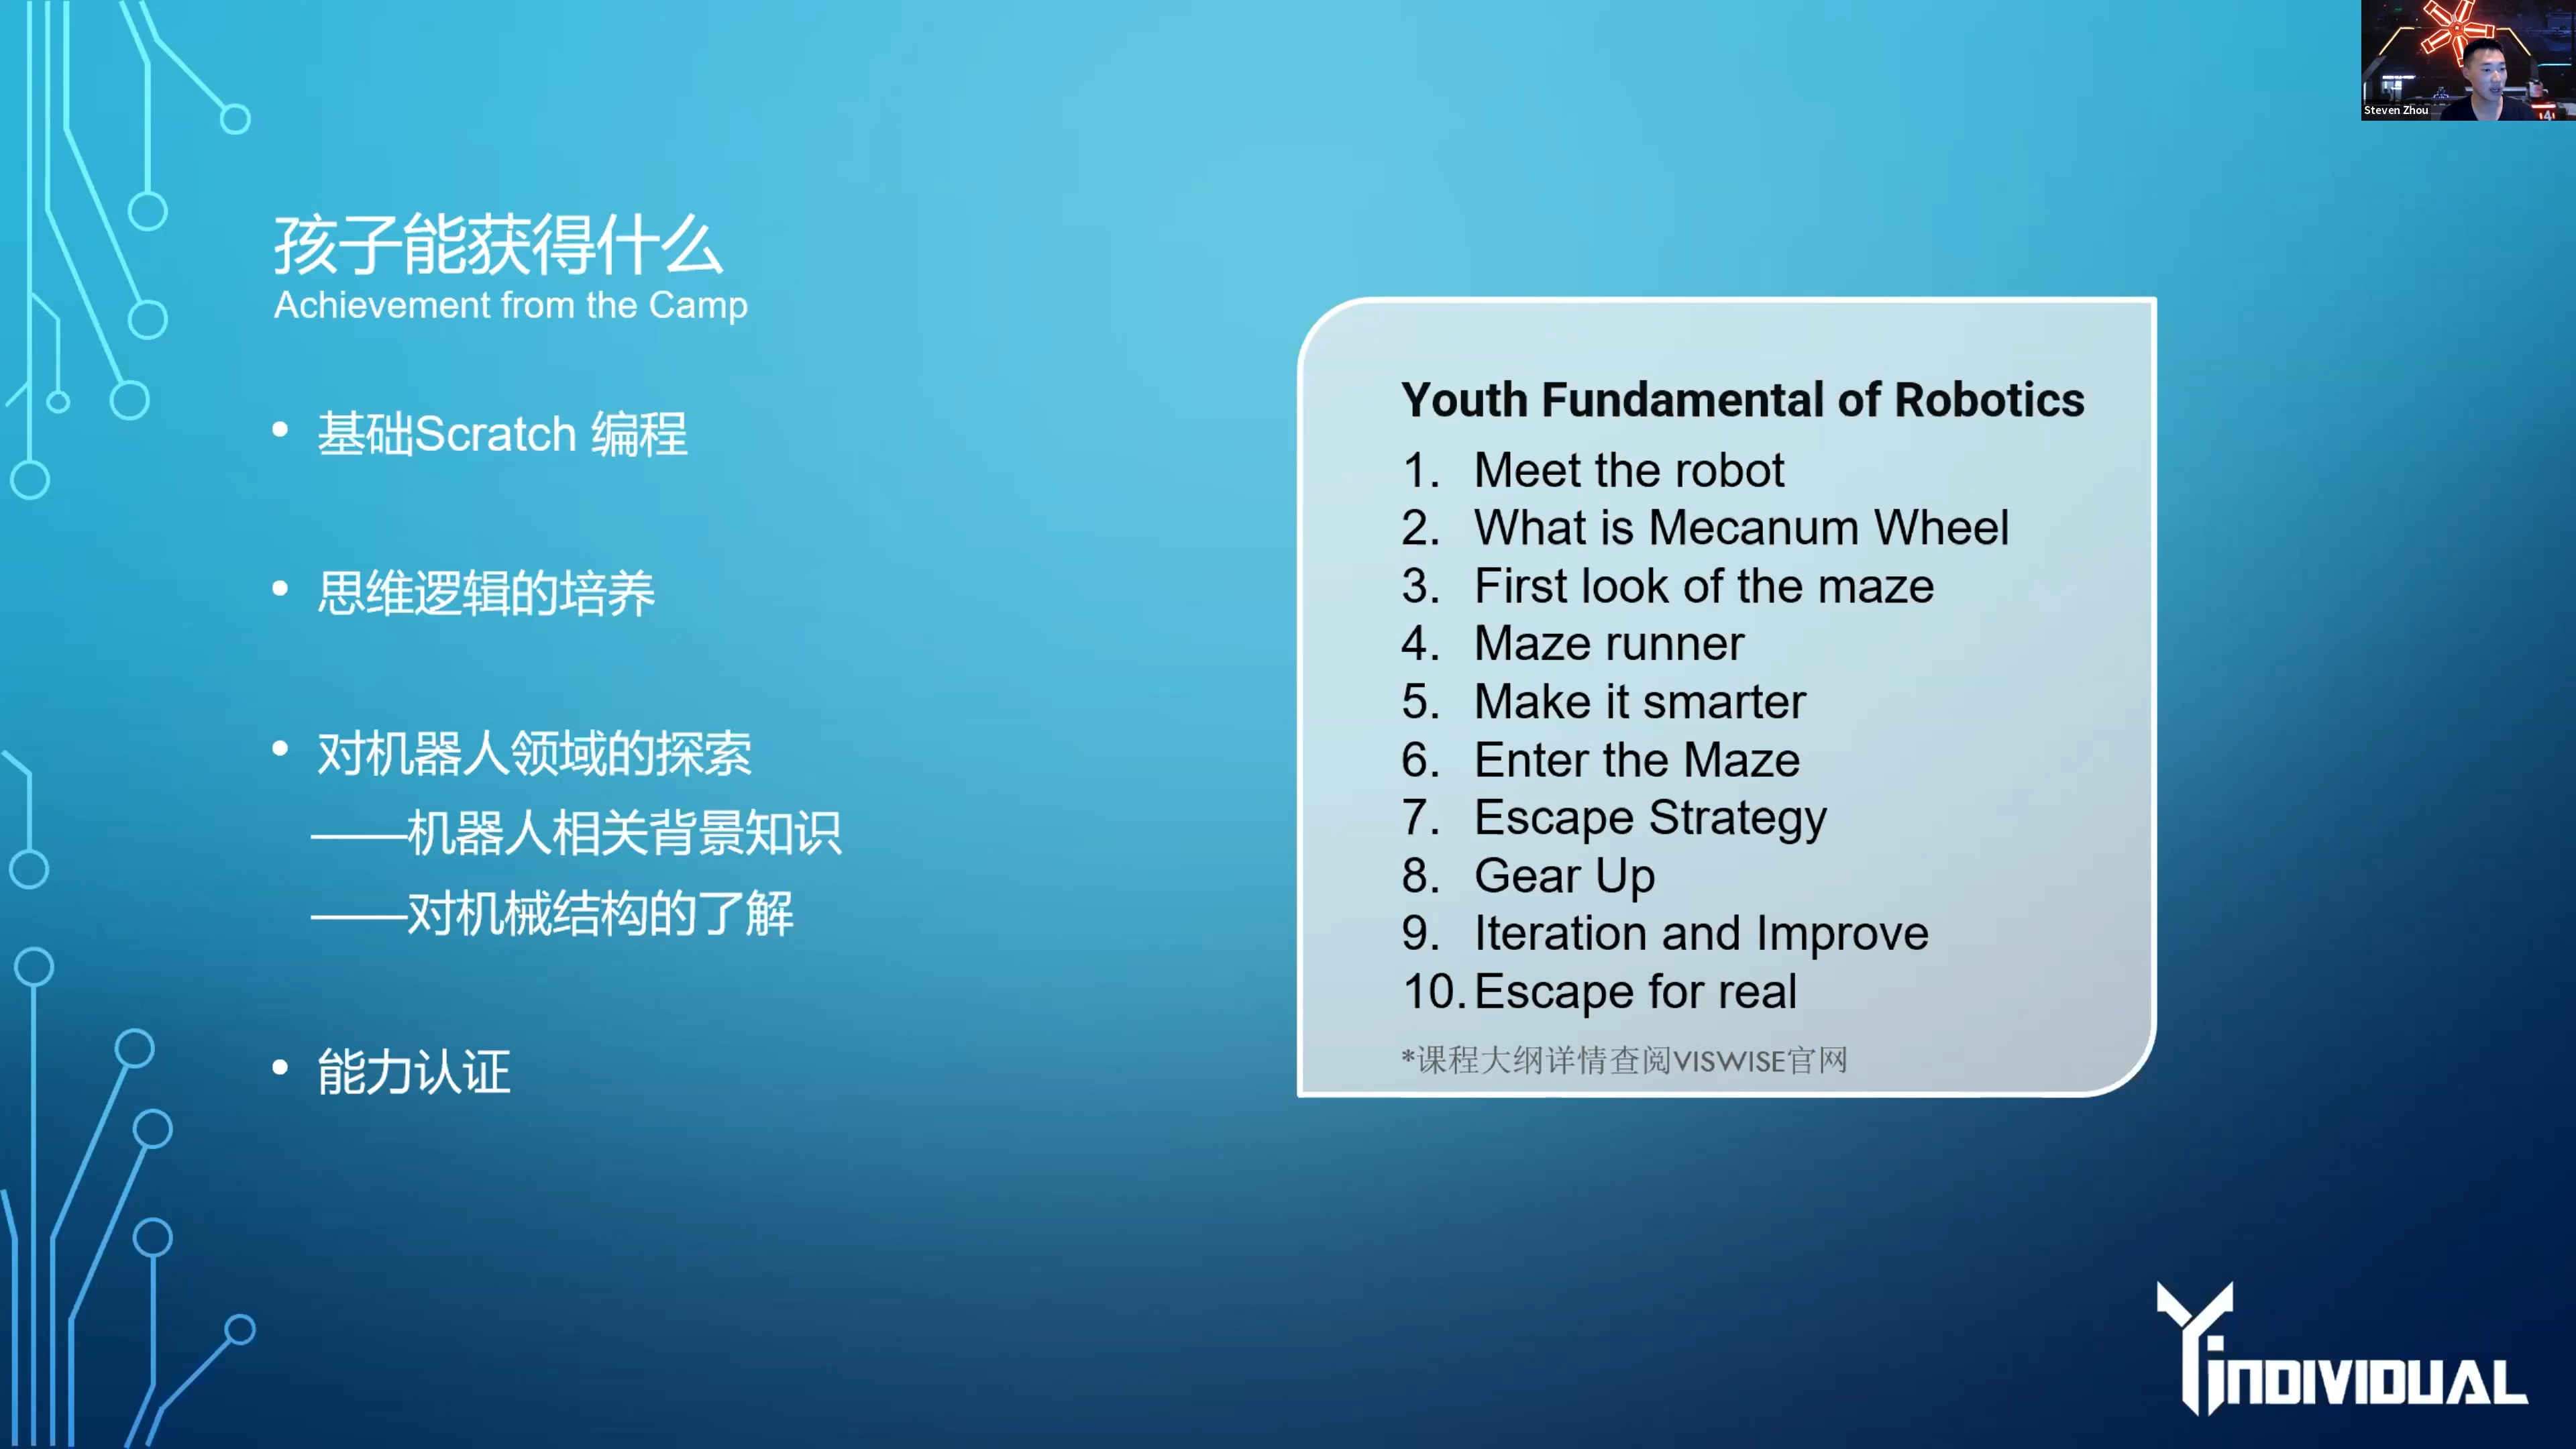 孩子能获得什么
Achievement from the Camp
• 基础Scratch 编程
• 思维逻辑的培养
• 对机器人领域的探索
——机器人相关背景知识
——对机械结构的了解
• 能力认证
Youth Fundamental of Robotics
1. Meet the robot
2. What is Mecanum Wheel
3. First look of the maze
4. Maze runner
5. Make it smarter
6. Enter the Maze
7. Escape Strategy
8. Gear Up
9. Iteration and Improve
10. Escape for real
*课程大纲详情查阅VISWISE官网
Steven Zhou
YiNDIVIDUAL